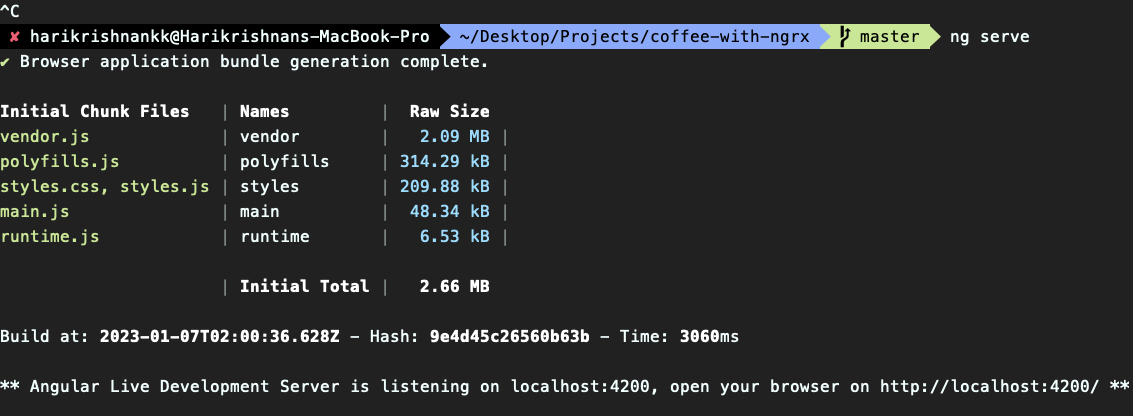 ^C
✘ harikrishnankk@Harikrishnans-MacBook-Pro ~/Desktop/Projects/coffee-with-ngrx master ng serve
✔ Browser application bundle generation complete.
Initial Chunk Files | Names | Raw Size
vendor.js | vendor | 2.09 MB |
polyfills.js | polyfills | 314.29 kB |
styles.css, styles.js | styles | 209.88 kB |
main.js | main | 48.34 kB |
runtime.js | runtime | 6.53 kB |
| Initial Total | 2.66 MB
Build at: 2023-01-07T02:00:36.628Z - Hash: 9e4d45c26560b63b - Time: 3060ms
** Angular Live Development Server is listening on localhost:4200, open your browser on http://localhost:4200/ **